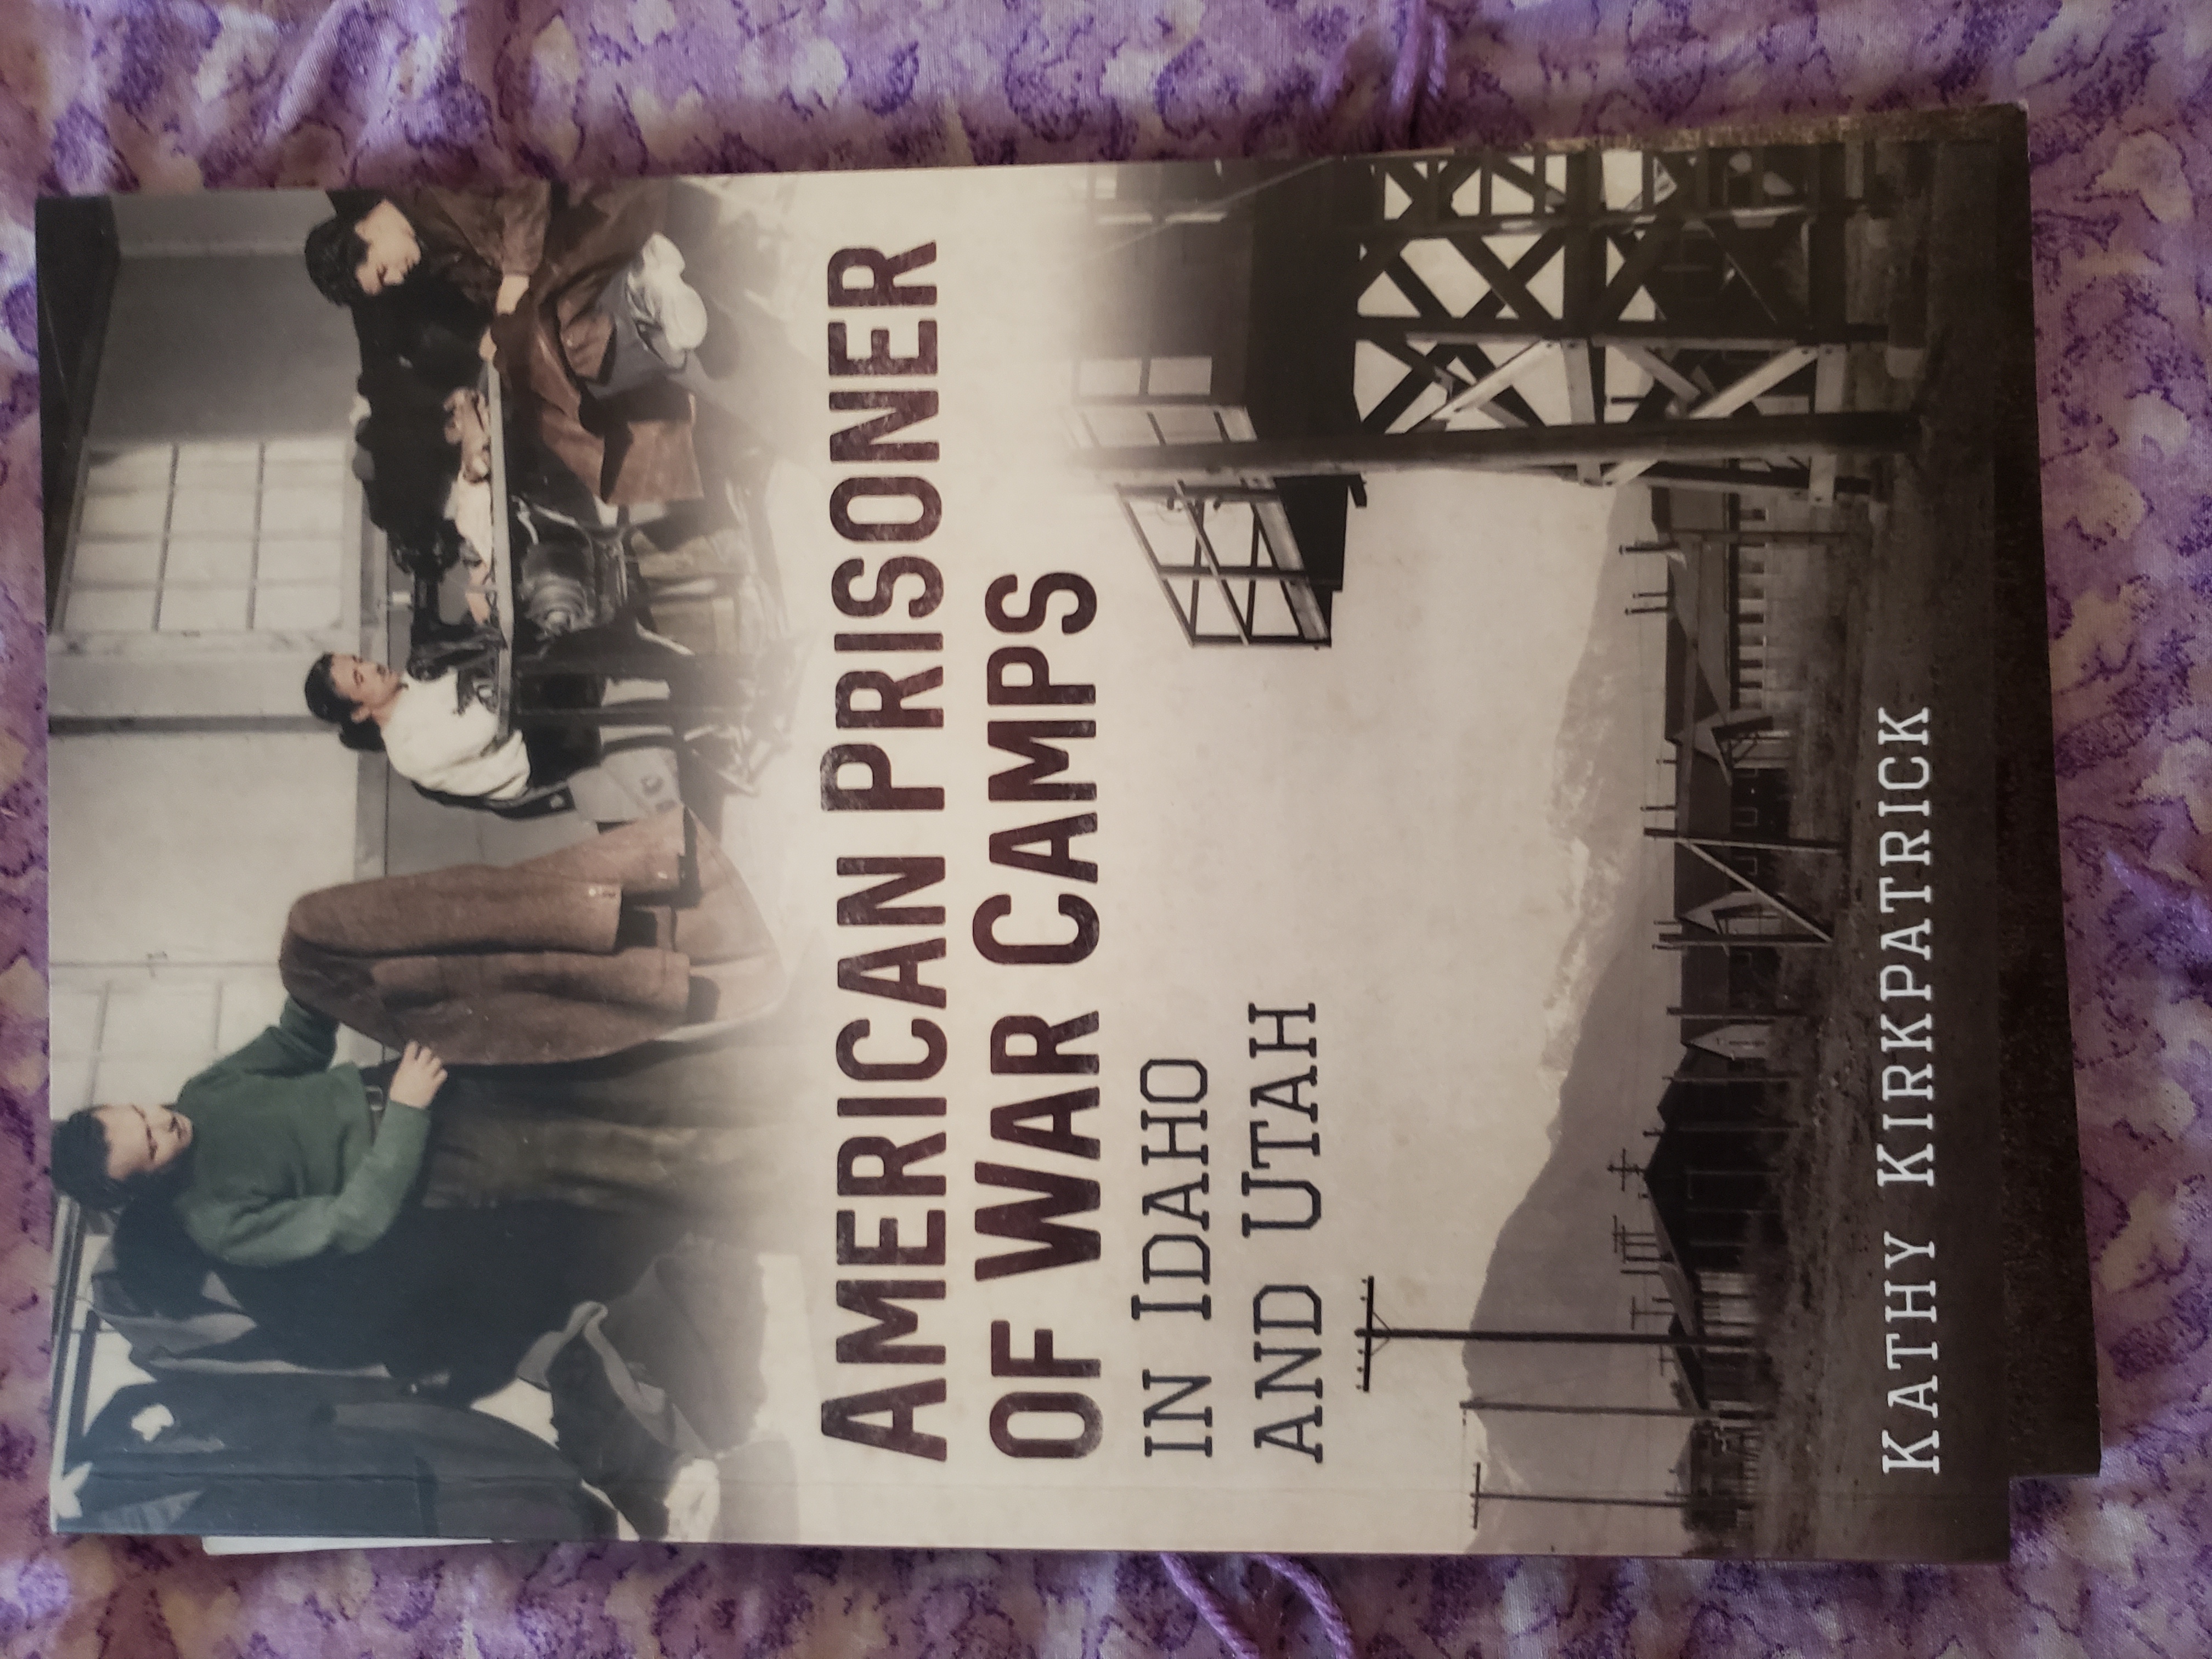 AMERICAN PRISONER
OF WAR CAMPS
IN IDAHO
AND UTAH
KATHY KIRKPATRICK